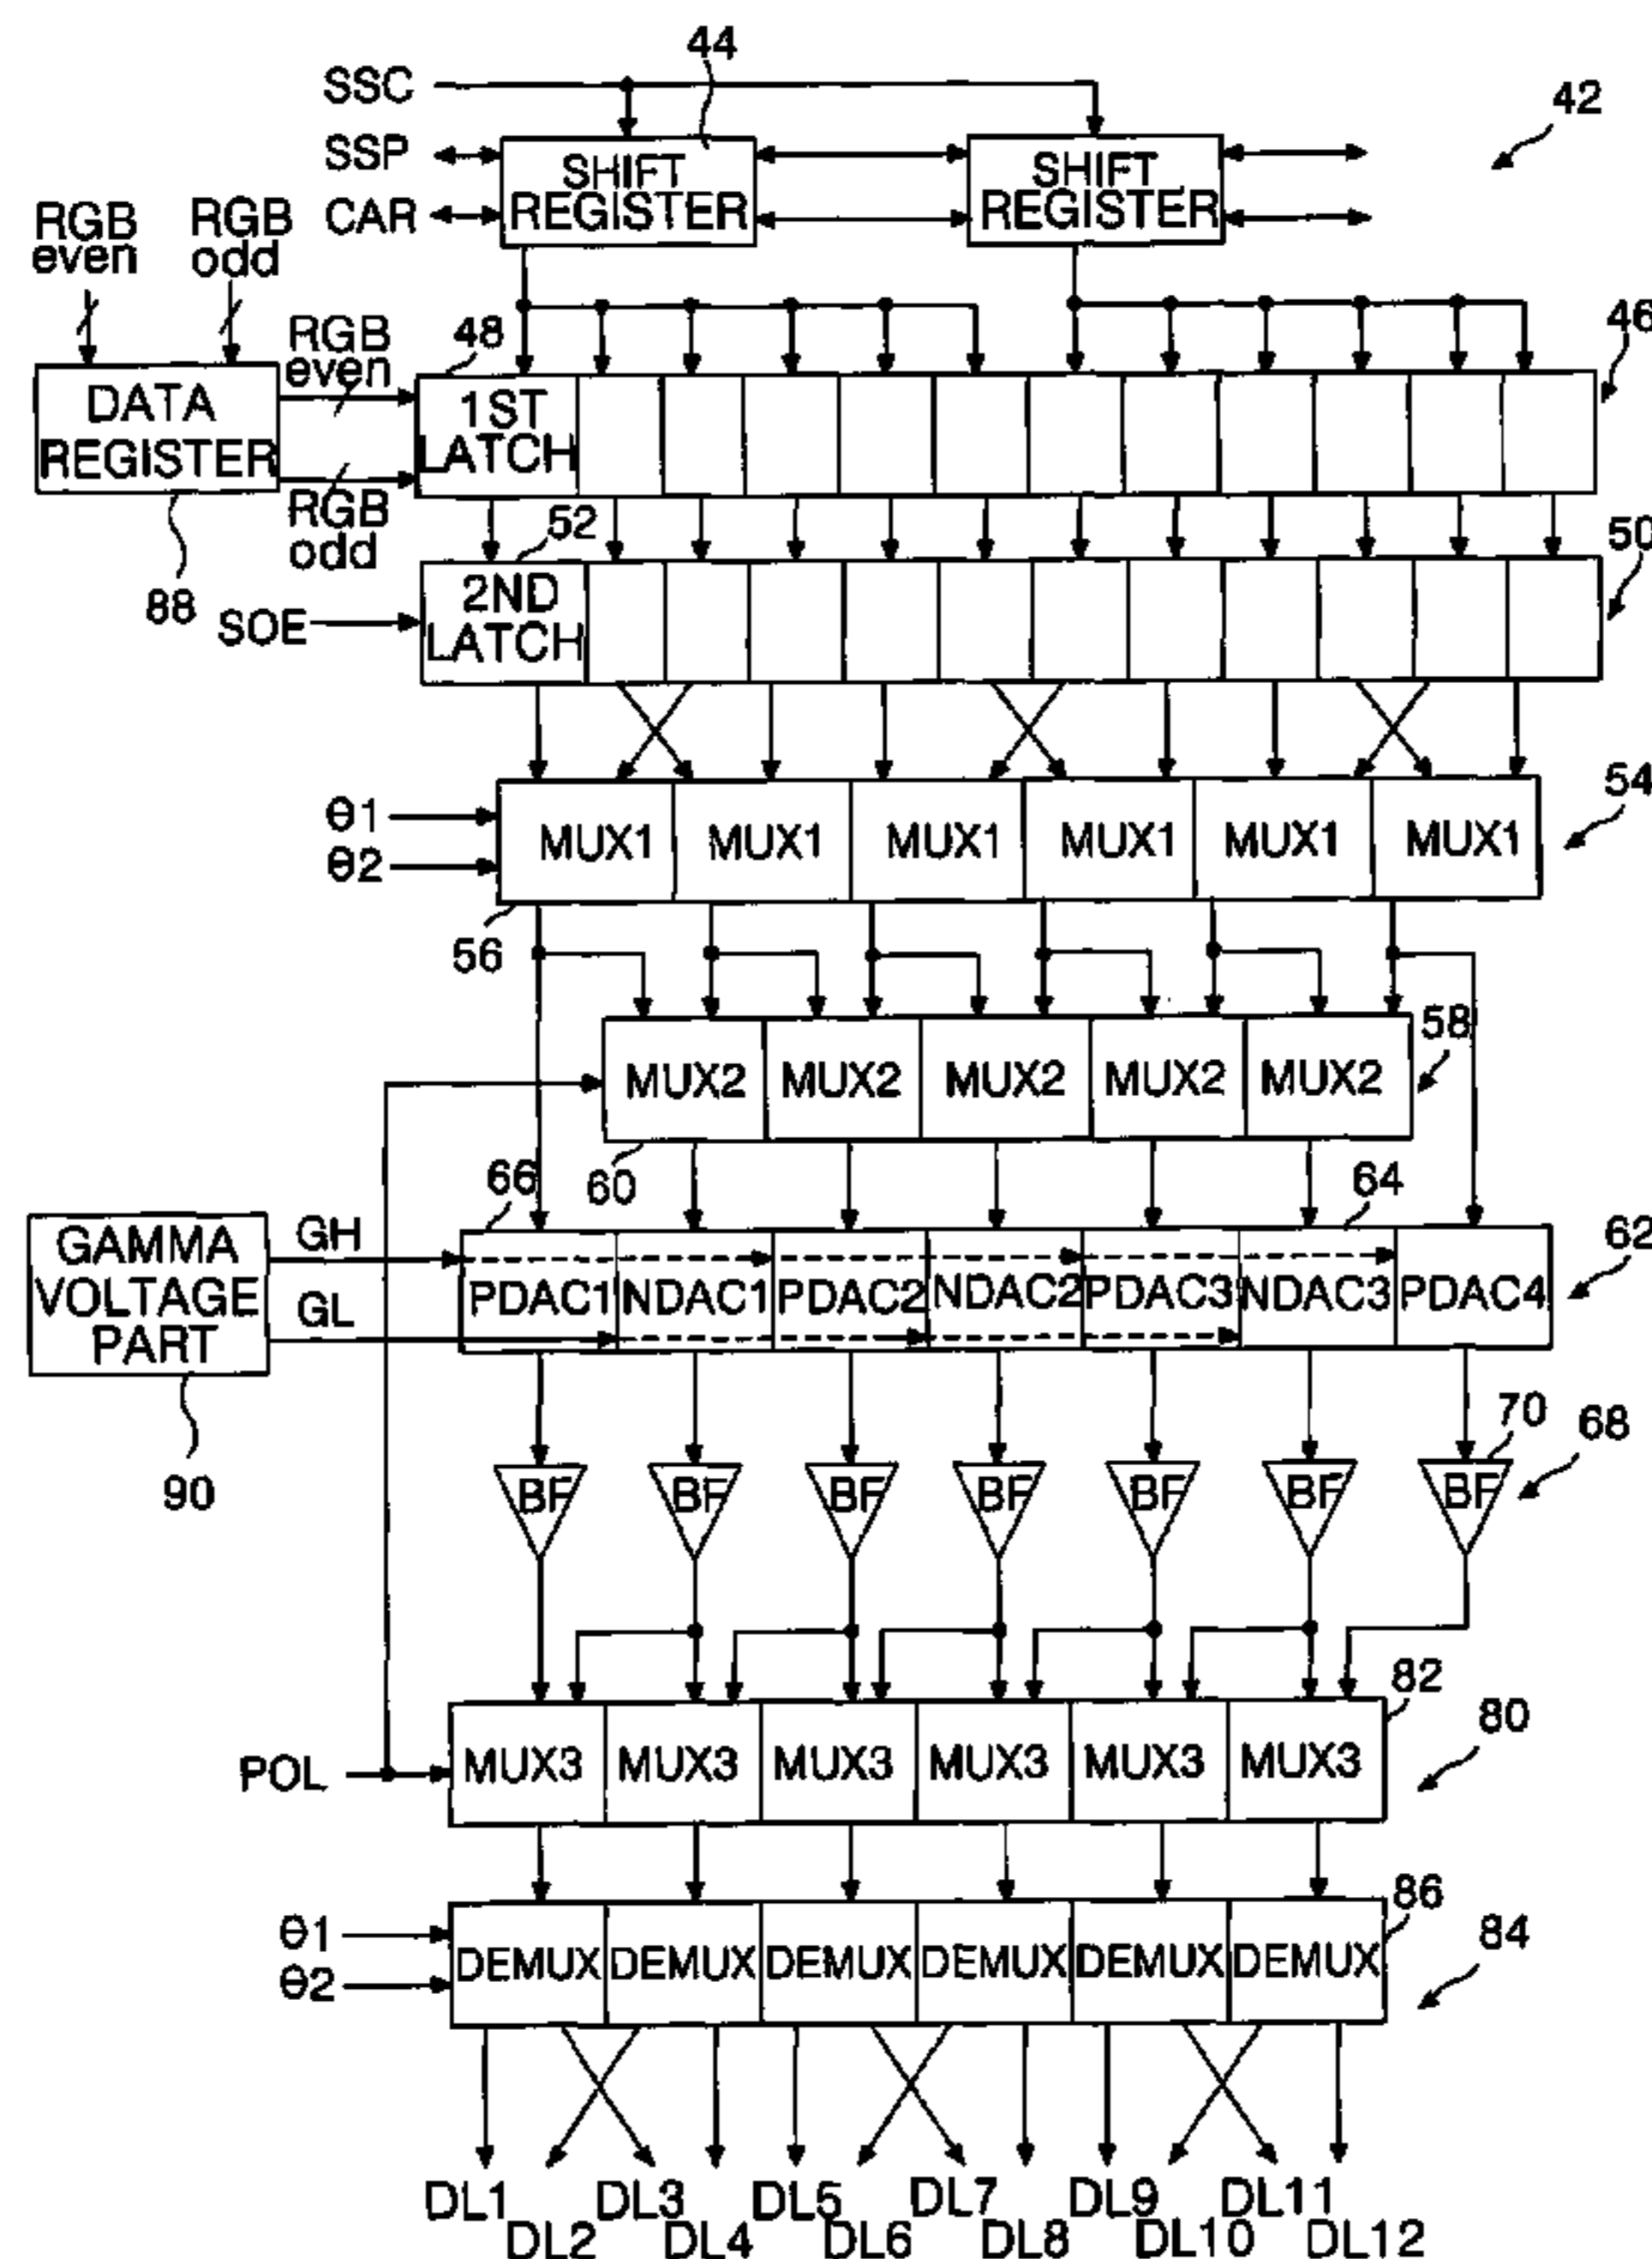 44
SSC
42
SSP
SHIFT REGISTER
SHIFT REGISTER
CAR
RGB even
RGB odd
46
RGB even
48
DATA REGISTER
1ST LATCH
RGB odd
52
50
88
2ND LATCH
SOE
54
θ1
MUX1 MUX1 MUX1 MUX1 MUX1 MUX1
θ2
56
58
MUX2 MUX2 MUX2 MUX2 MUX2
66
60
64
62
GAMMA VOLTAGE PART
GH
PDAC1 NDAC1 PDAC2 NDAC2 PDAC3 NDAC3 PDAC4
GL
70
68
90
BF BF BF BF BF BF BF
82
80
POL
MUX3 MUX3 MUX3 MUX3 MUX3 MUX3
86
84
θ1
DEMUX DEMUX DEMUX DEMUX DEMUX DEMUX
θ2
DL1 DL3 DL5 DL7 DL9 DL11
DL2 DL4 DL6 DL8 DL10 DL12